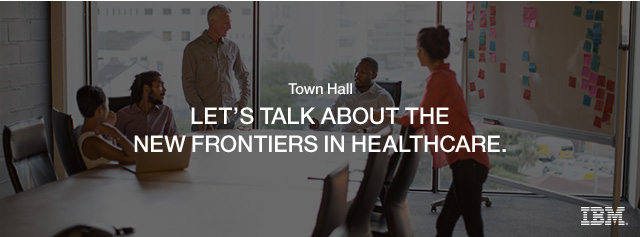 Town Hall
LET’S TALK ABOUT THE
NEW FRONTIERS IN HEALTHCARE.
IBM